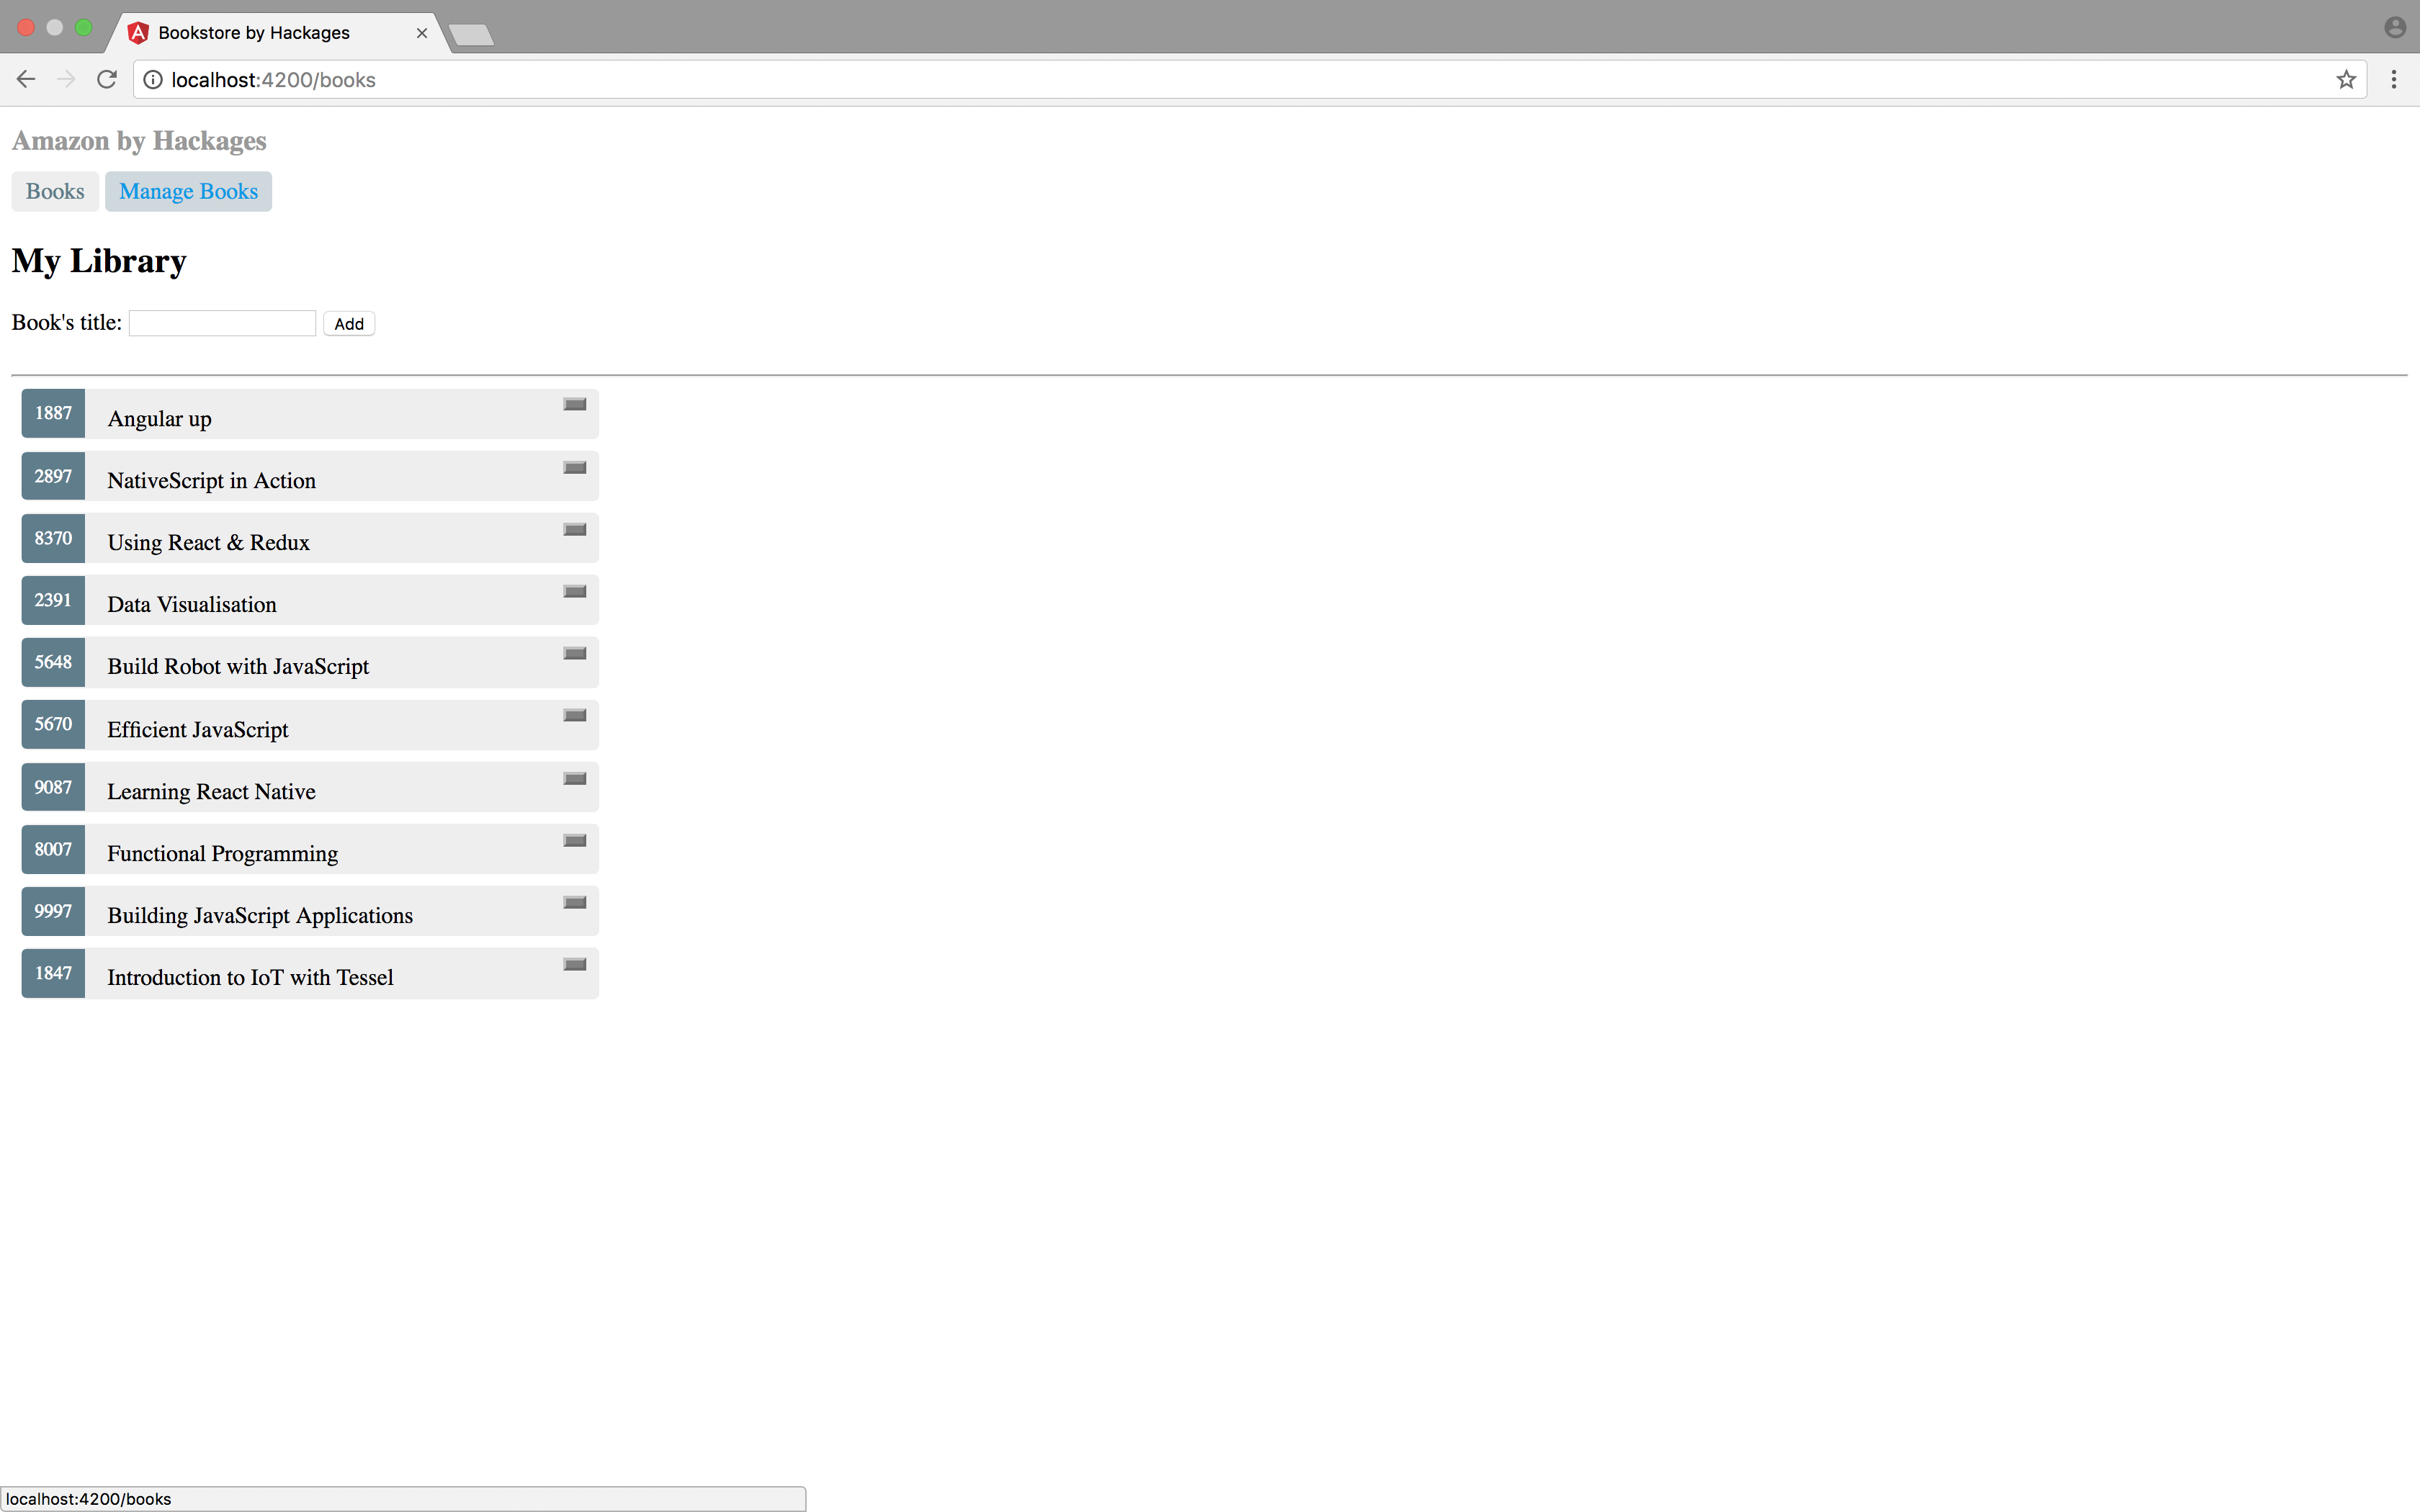 Bookstore by Hackages
localhost:4200/books
Amazon by Hackages
Books Manage Books
My Library
Book's title: Add
1887 Angular up
2897 NativeScript in Action
8370 Using React & Redux
2391 Data Visualisation
5648 Build Robot with JavaScript
5670 Efficient JavaScript
9087 Learning React Native
8007 Functional Programming
9997 Building JavaScript Applications
1847 Introduction to IoT with Tessel
localhost:4200/books